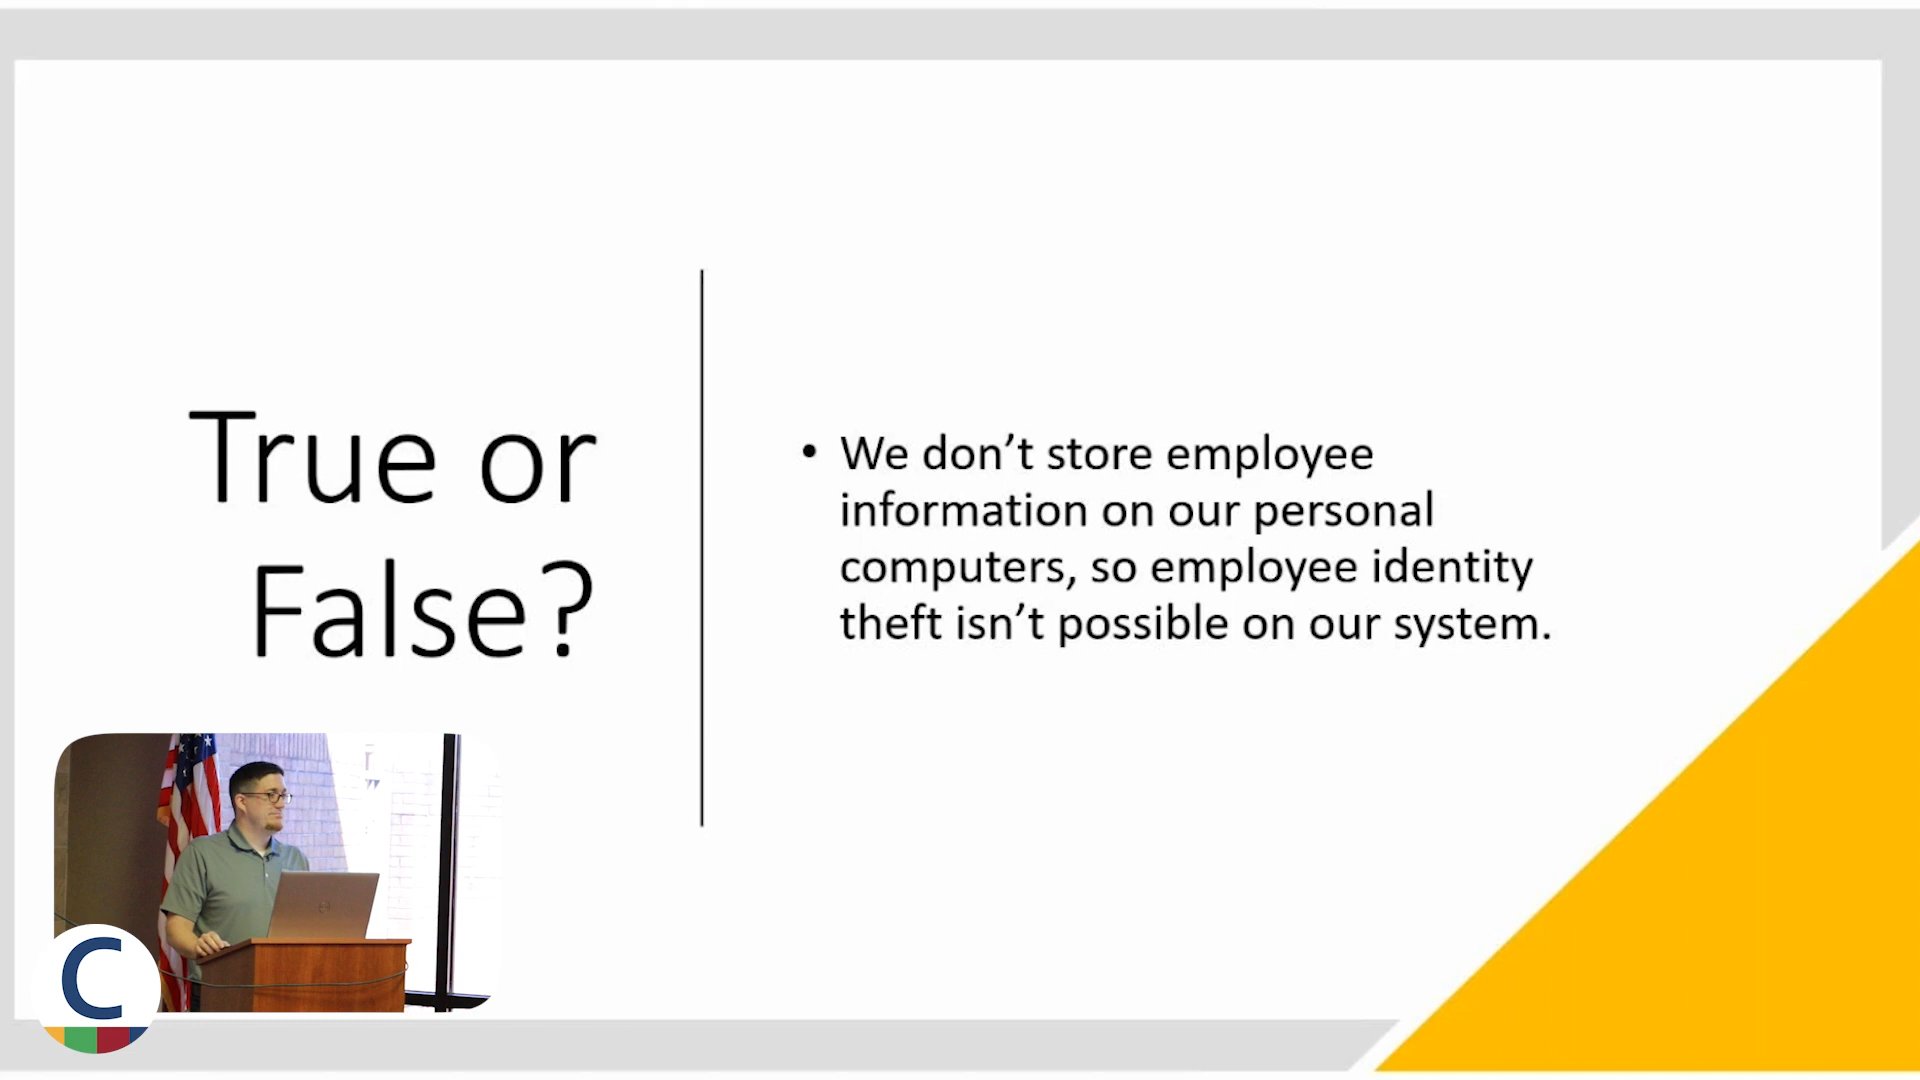 True or
False?
• We don’t store employee
information on our personal
computers, so employee identity
theft isn’t possible on our system.
C